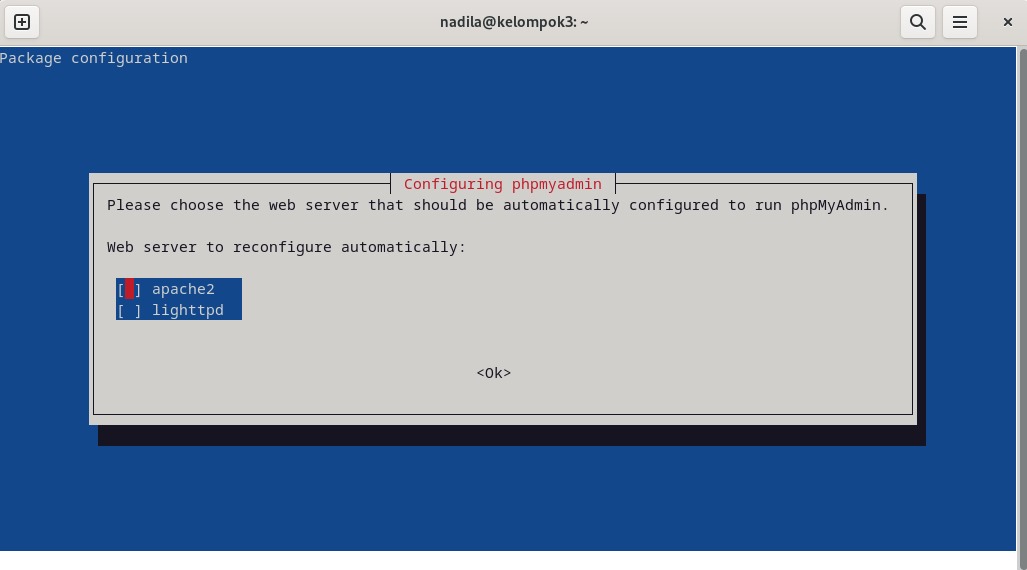 nadila@kelompok3: ~
Package configuration
Configuring phpmyadmin
Please choose the web server that should be automatically configured to run phpMyAdmin.
Web server to reconfigure automatically:
[ ] apache2
[ ] lighttpd
<Ok>